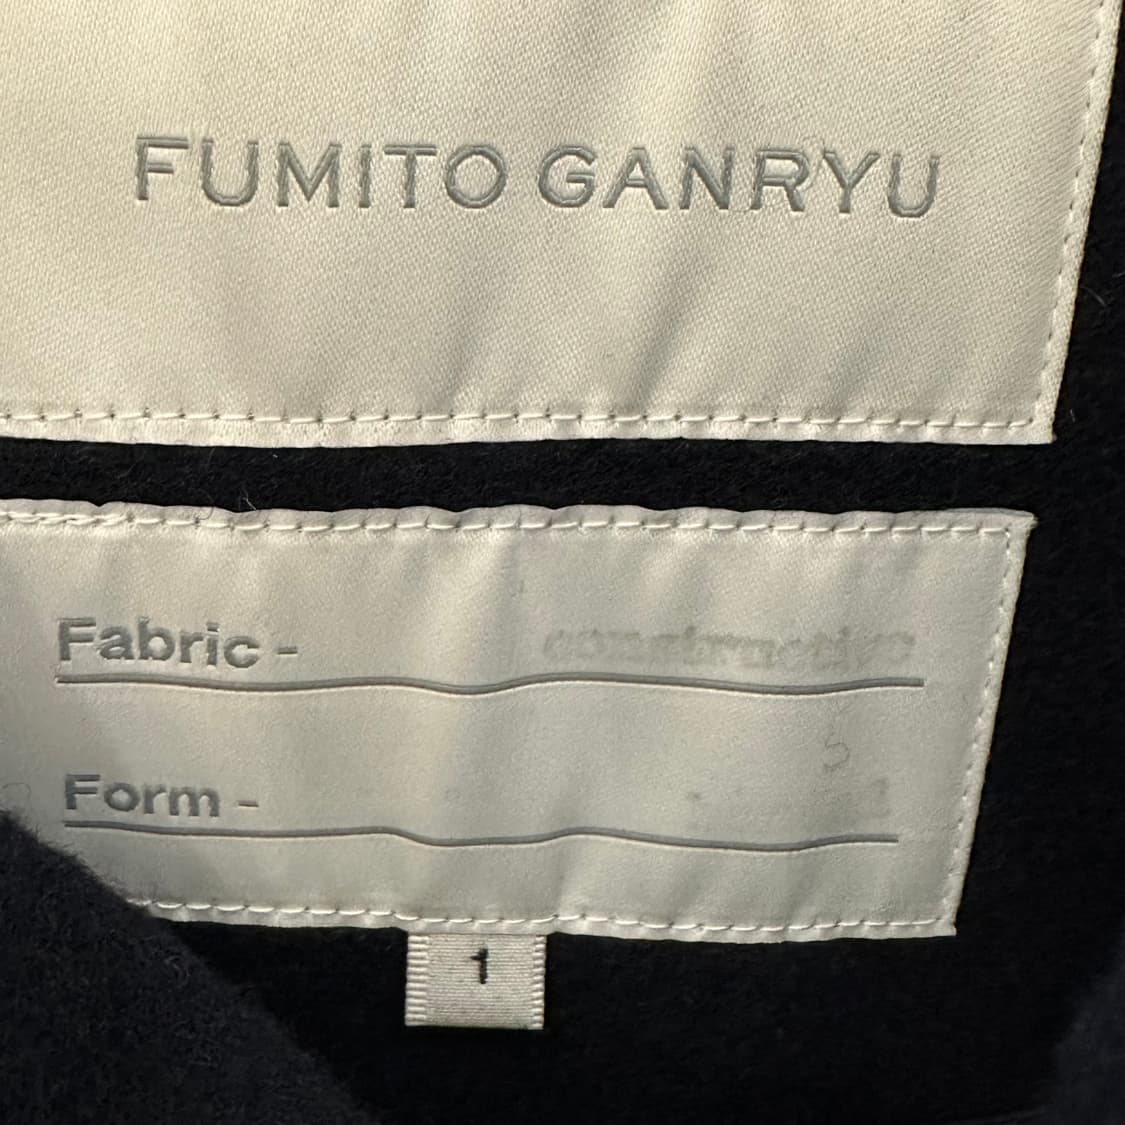 FUMITO GANRYU
Fabric -
Form -
1